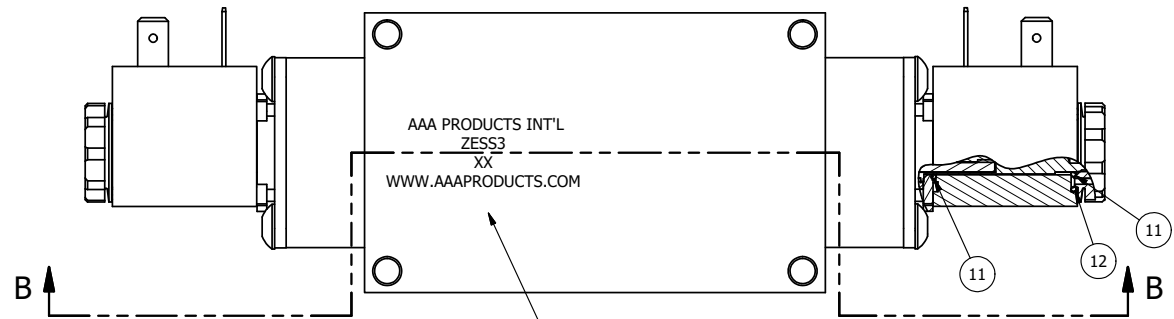 AAA PRODUCTS INT'L
ZESS3
XX
WWW.AAAPRODUCTS.COM
11
12
11
B
B